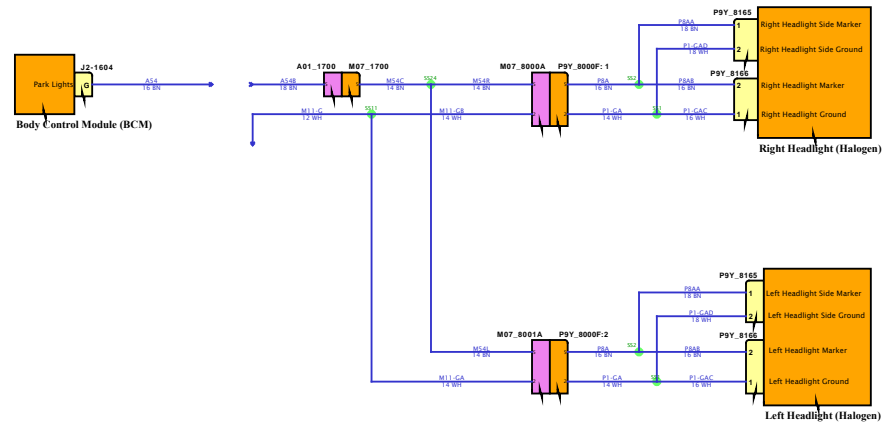 P9Y_8165
P8AA
18 BN
1
Right Headlight Side Marker
P1-GAD
18 WH
2
Right Headlight Side Ground
J2-1604
A01_1700
M07_1700
M07_8000A
P9Y_8000F: 1
P9Y_8166
Park Lights
G
A54
16 BN
A54B
18 BN
S
M54C
14 BN
SS24
M54R
14 BN
S
P8A
16 BN
SS2
P8AB
16 BN
2
Right Headlight Marker
M11-G
12 WH
SS11
M11-GB
14 WH
2
P1-GA
14 WH
P1-GAC
16 WH
1
Right Headlight Ground
Body Control Module (BCM)
Right Headlight (Halogen)
P9Y_8165
P8AA
18 BN
1
Left Headlight Side Marker
P1-GAD
18 WH
2
Left Headlight Side Ground
M07_8001A
P9Y_8000F:2
P9Y_8166
M54L
14 BN
S
P8A
16 BN
SS2
P8AB
16 BN
2
Left Headlight Marker
M11-GA
14 WH
2
P1-GA
14 WH
P1-GAC
16 WH
1
Left Headlight Ground
Left Headlight (Halogen)